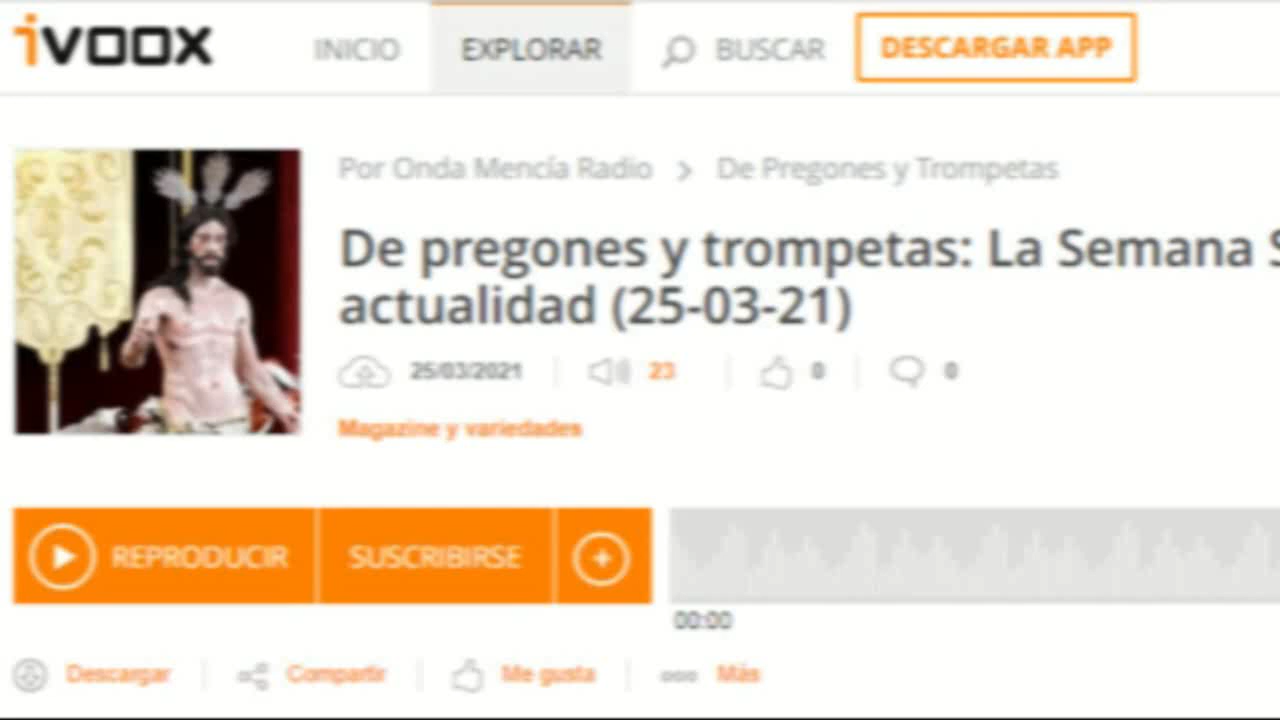 iVOOX INICIO EXPLORAR BUSCAR DESCARGAR APP
Por Onda Mencía Radio > De Pregones y Trompetas
De pregones y trompetas: La Semana S
actualidad (25-03-21)
25/03/2021 23 0 0
Magazine y variedades
REPRODUCIR SUSCRIBIRSE +
00:00
Descargar Compartir Me gusta Más